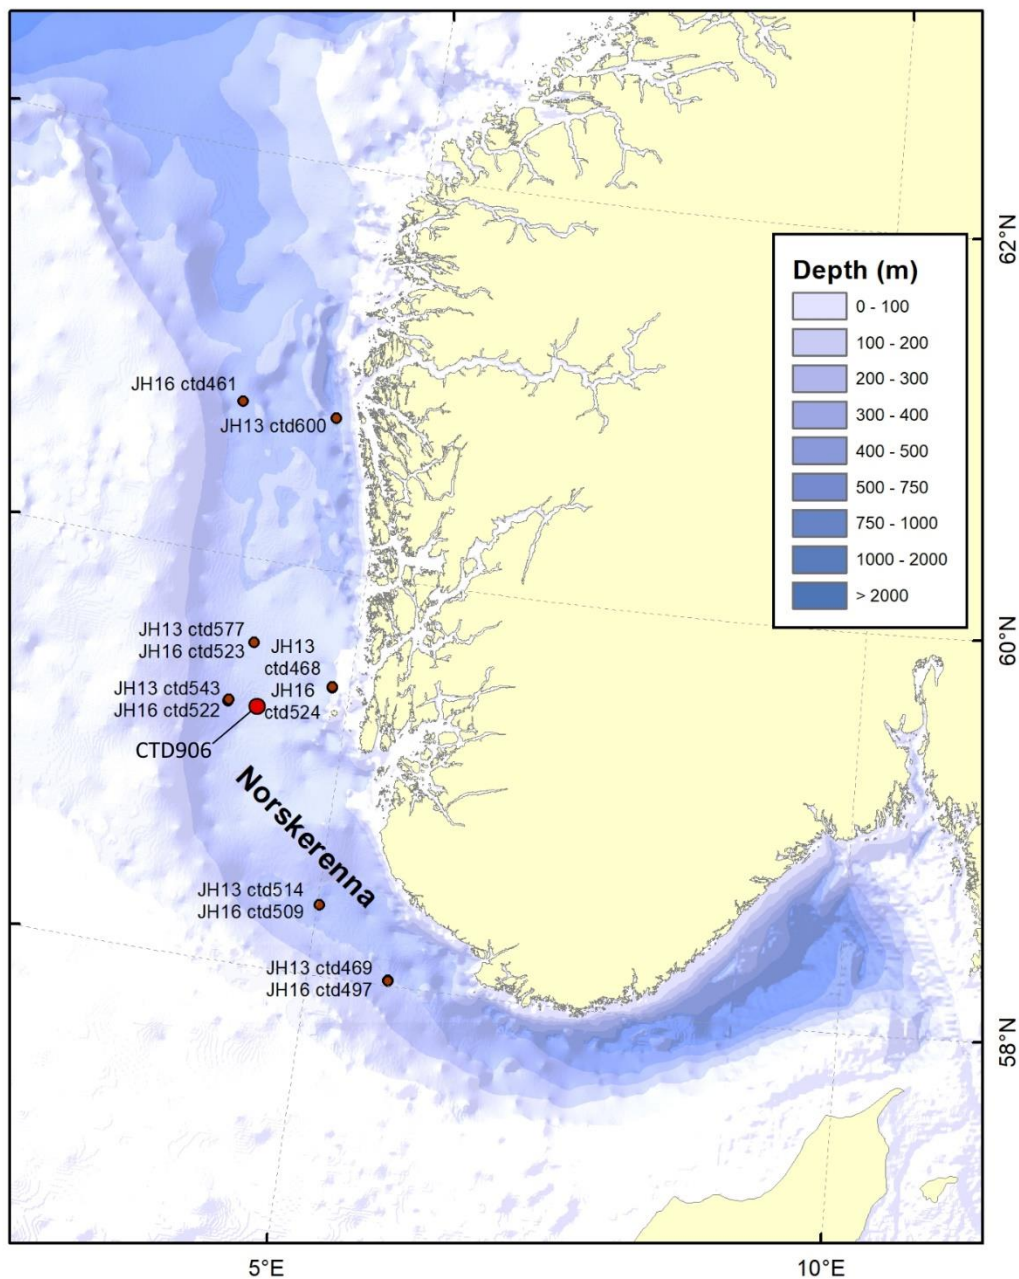 62°N
Depth (m)
0 - 100
100 - 200
200 - 300
300 - 400
400 - 500
500 - 750
750 - 1000
1000 - 2000
> 2000
JH16 ctd461
JH13 ctd600
60°N
JH13 ctd577
JH16 ctd523
JH13
ctd468
JH16
ctd524
JH13 ctd543
JH16 ctd522
CTD906
Norskerenna
JH13 ctd514
JH16 ctd509
JH13 ctd469
JH16 ctd497
58°N
5°E
10°E